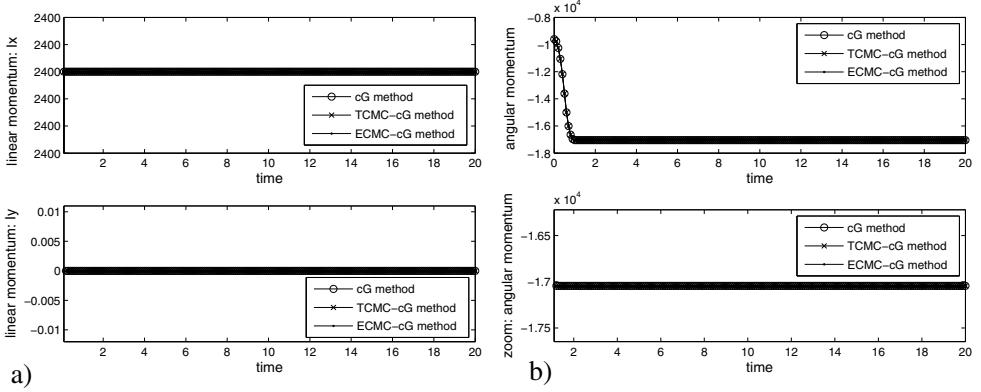 2400
2400
2400
2400
2400
2400
linear momentum: Ix
cG method
TCMC−cG method
ECMC−cG method
2 4 6 8 10 12 14 16 18 20
time
0.01
0.005
0
−0.005
−0.01
linear momentum: Iy
cG method
TCMC−cG method
ECMC−cG method
2 4 6 8 10 12 14 16 18 20
time
a)
x 10⁴
−0.8
−1
−1.2
−1.4
−1.6
−1.8
angular momentum
cG method
TCMC−cG method
ECMC−cG method
0 2 4 6 8 10 12 14 16 18 20
time
x 10⁴
−1.65
−1.7
−1.75
zoom: angular momentum
cG method
TCMC−cG method
ECMC−cG method
2 4 6 8 10 12 14 16 18 20
time
b)